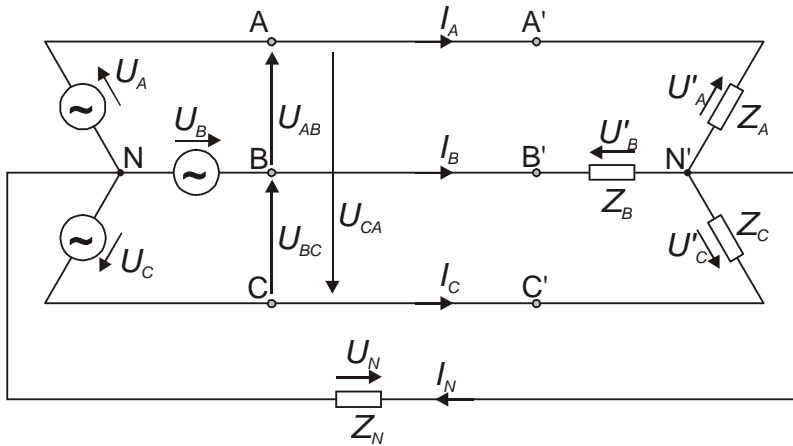 A I_A A'
U_A U_AB U'_A Z_A
U_B U'_B
N B I_B B' N'
Z_B
U_C U_BC U_CA U'_C Z_C
C I_C C'
U_N I_N
Z_N
~
~
~